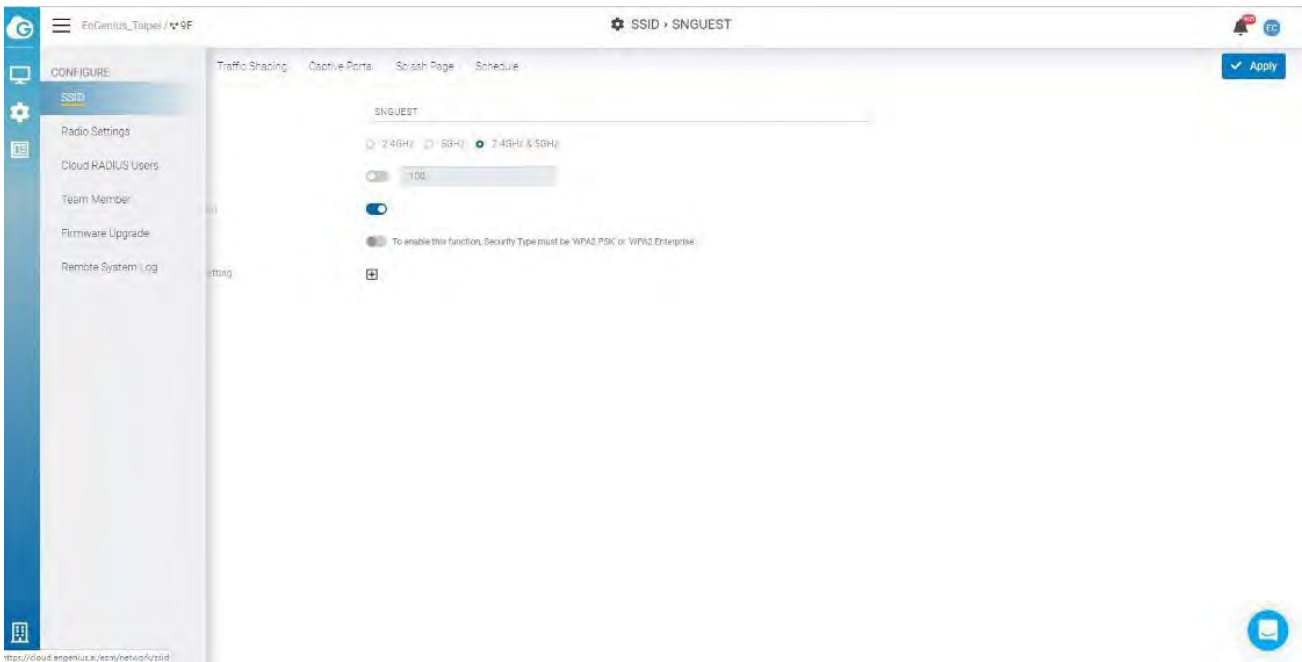 EnGenius_Taipei / 9F
SSID › SNGUEST
EC
CONFIGURE
Traffic Shaping Captive Portal Splash Page Schedule
Apply
SSID
SNGUEST
Radio Settings
2.4GHz 5GHz 2.4GHz & 5GHz
Cloud RADIUS Users
100
Team Member
Firmware Upgrade
To enable this function, Security Type must be 'WPA2 PSK' or 'WPA2 Enterprise
Remote System Log
etting
https://cloud.engenius.ai/ezm/network/ssid